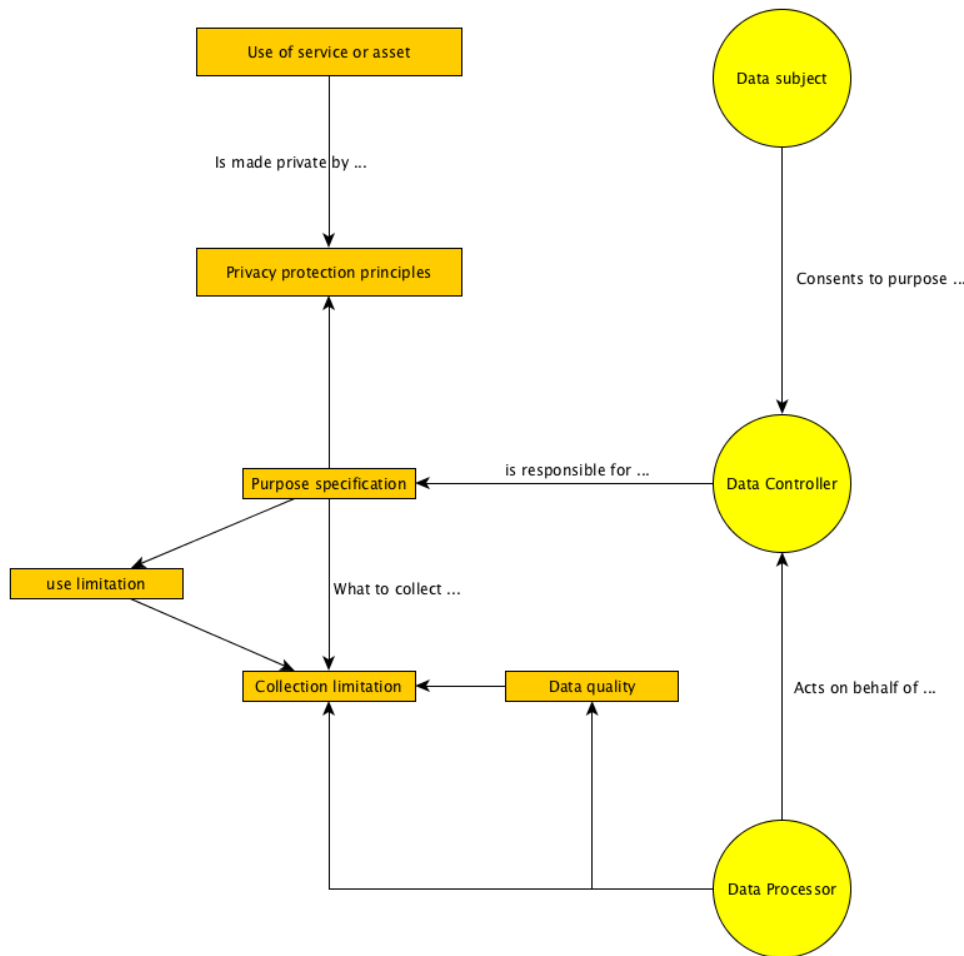 Use of service or asset
Data subject
Is made private by ...
Privacy protection principles
Consents to purpose ...
is responsible for ...
Purpose specification
Data Controller
use limitation
What to collect ...
Collection limitation
Data quality
Acts on behalf of ...
Data Processor